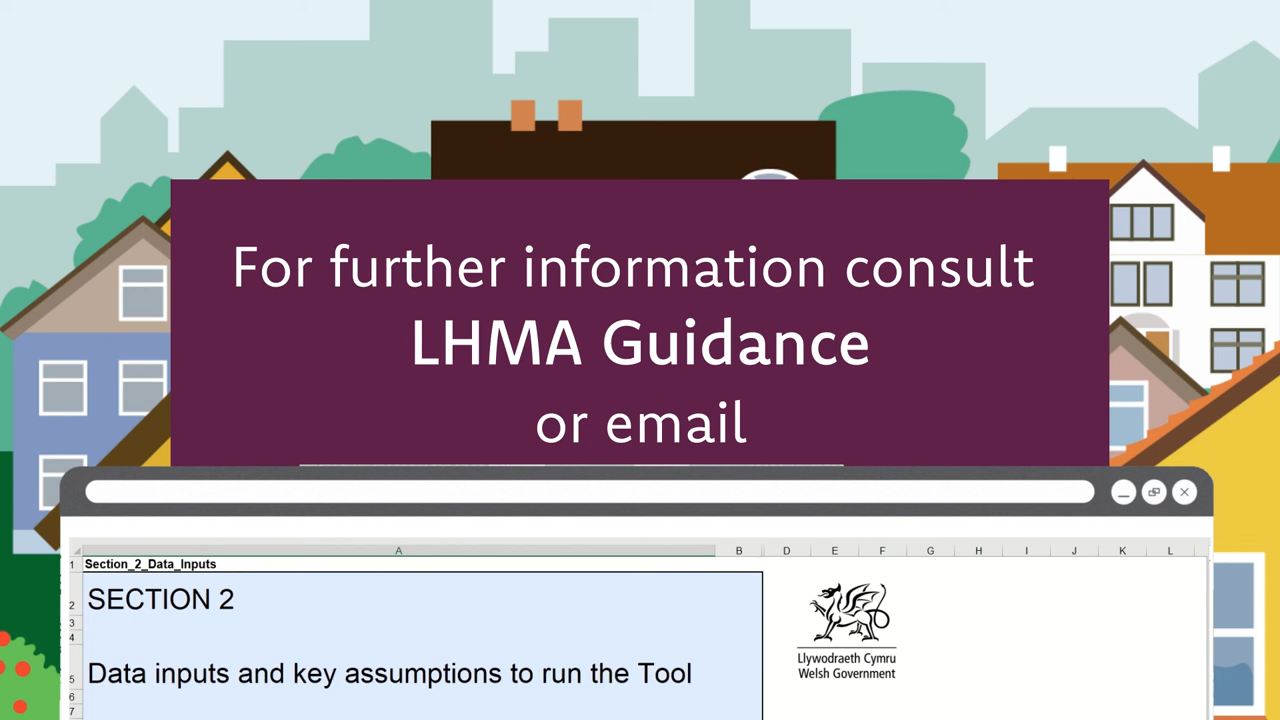 For further information consult
LHMA Guidance
or email
A B D E F G H I J K L
1 Section_2_Data_Inputs
2 SECTION 2
3
4
5 Data inputs and key assumptions to run the Tool
6
7
Llywodraeth Cymru
Welsh Government